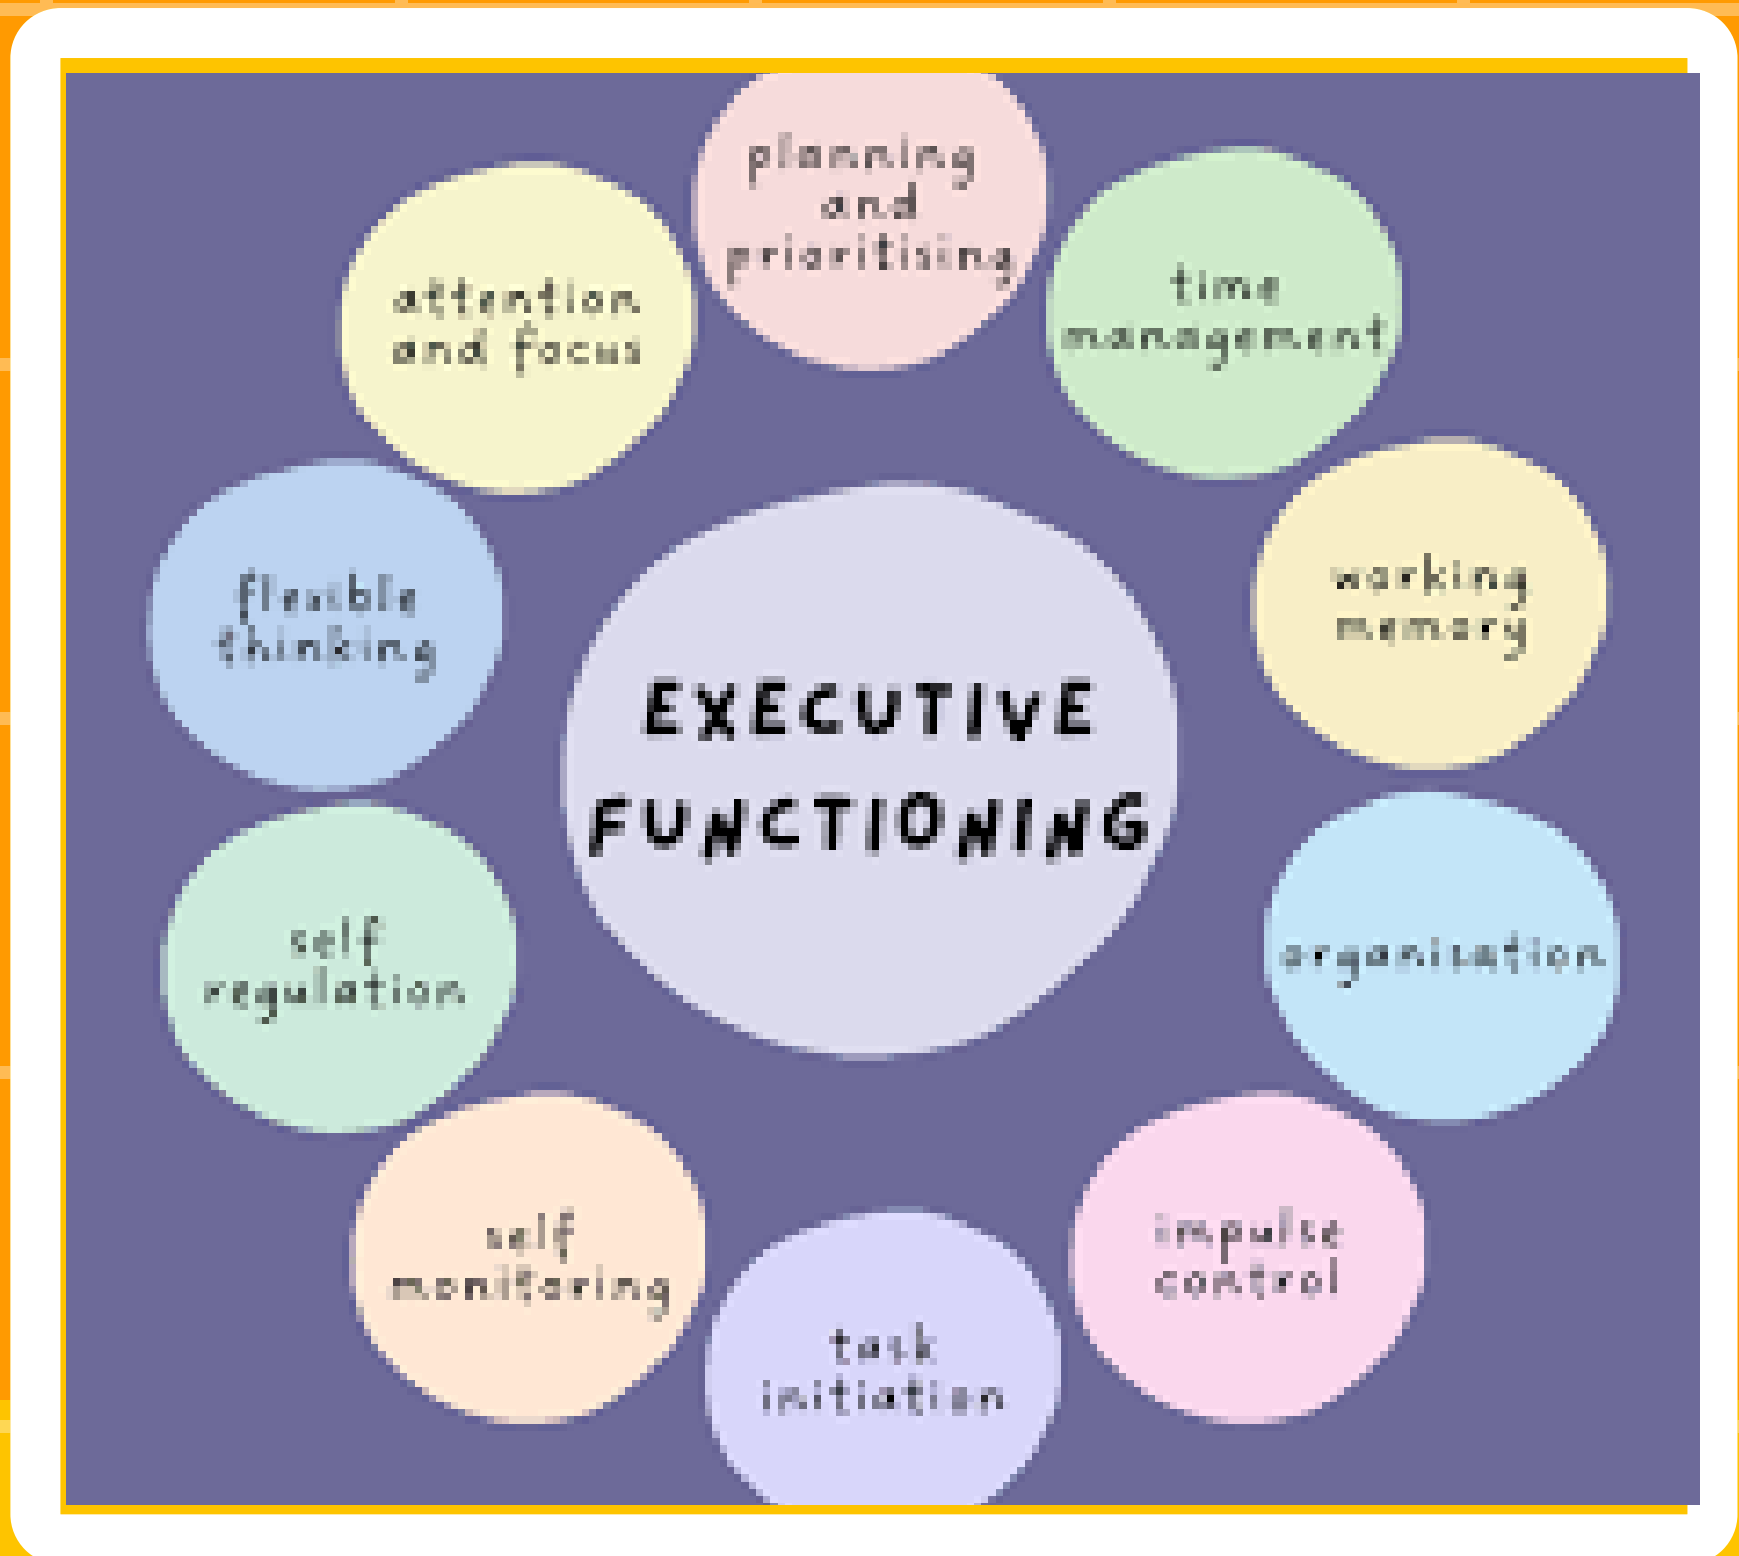 planning
and
prioritising
time
management
attention
and focus
working
memory
flexible
thinking
EXECUTIVE
FUNCTIONING
organisation
self
regulation
impulse
control
self
monitoring
task
initiation